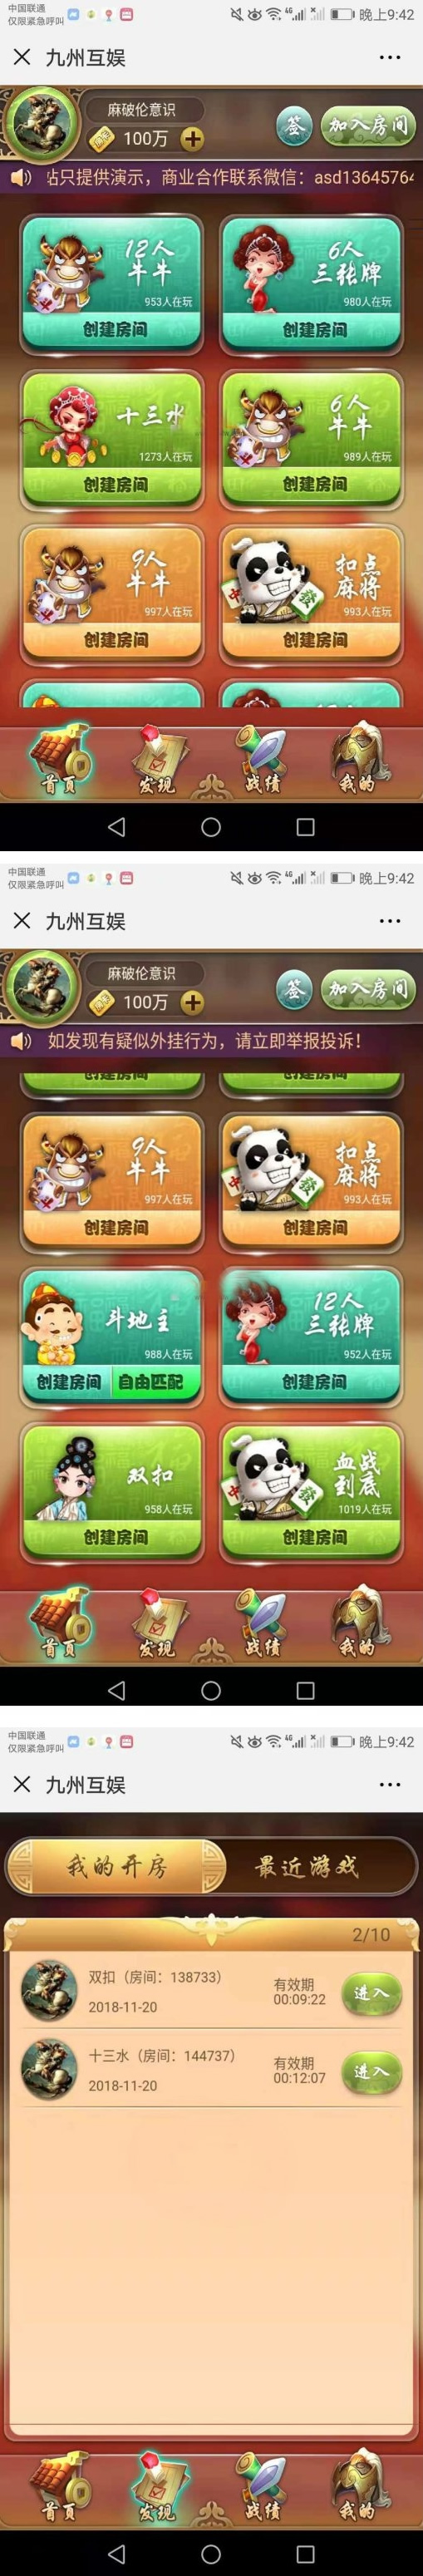 中国联通
仅限紧急呼叫
4G
晚上9:42
九州互娱
麻破伦意识
100万
签
加入房间
站只提供演示，商业合作联系微信：asd13645764
12人
牛牛
953人在玩
创建房间
6人
三张牌
980人在玩
创建房间
十三水
1273人在玩
创建房间
6人
牛牛
989人在玩
创建房间
9人
牛牛
997人在玩
创建房间
扣点
麻将
993人在玩
创建房间
首页
发现
战绩
我的
中国联通
仅限紧急呼叫
4G
晚上9:42
九州互娱
麻破伦意识
100万
签
加入房间
如发现有疑似外挂行为，请立即举报投诉！
创建房间
创建房间
9人
牛牛
997人在玩
创建房间
扣点
麻将
993人在玩
创建房间
斗地主
988人在玩
创建房间
自由匹配
12人
三张牌
952人在玩
创建房间
双扣
958人在玩
创建房间
血战
到底
1019人在玩
创建房间
首页
发现
战绩
我的
中国联通
仅限紧急呼叫
4G
晚上9:42
九州互娱
我的开房
最近游戏
2/10
双扣（房间：138733）
2018-11-20
有效期
00:09:22
进入
十三水（房间：144737）
2018-11-20
有效期
00:12:07
进入
首页
发现
战绩
我的